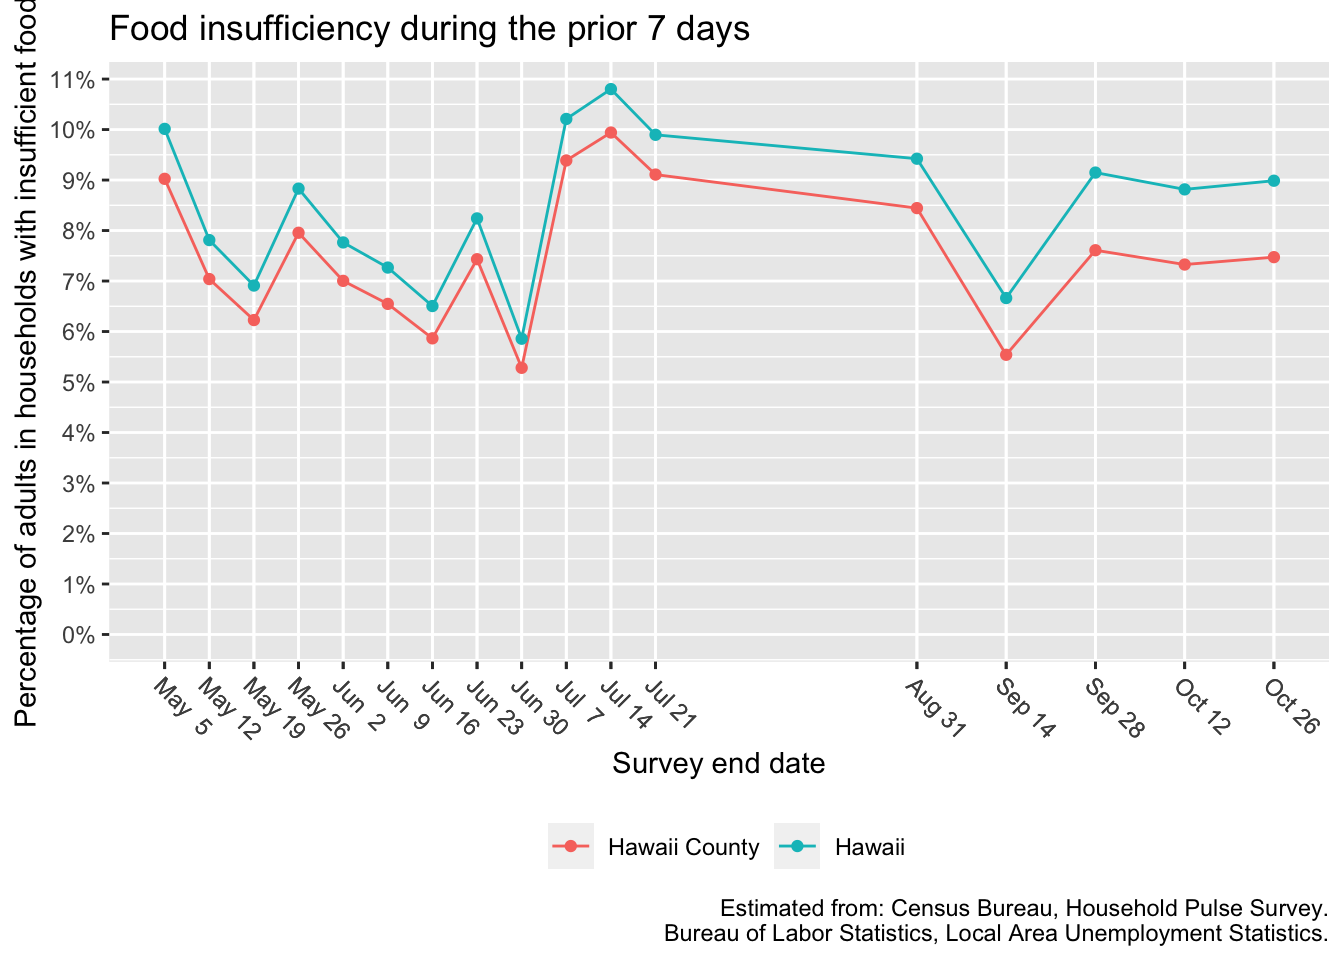 Food insufficiency during the prior 7 days
Percentage of adults in households with insufficient food
11%
10%
9%
8%
7%
6%
5%
4%
3%
2%
1%
0%
May 5
May 12
May 19
May 26
Jun 2
Jun 9
Jun 16
Jun 23
Jun 30
Jul 7
Jul 14
Jul 21
Aug 31
Sep 14
Sep 28
Oct 12
Oct 26
Survey end date
Hawaii County
Hawaii
Estimated from: Census Bureau, Household Pulse Survey.
Bureau of Labor Statistics, Local Area Unemployment Statistics.